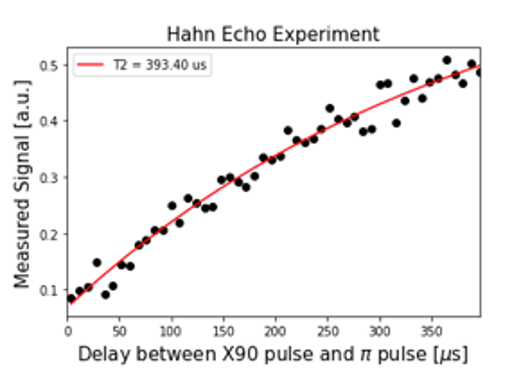 Hahn Echo Experiment
T2 = 393.40 us
Measured Signal [a.u.]
0.5
0.4
0.3
0.2
0.1
0 50 100 150 200 250 300 350
Delay between X90 pulse and π pulse [μs]